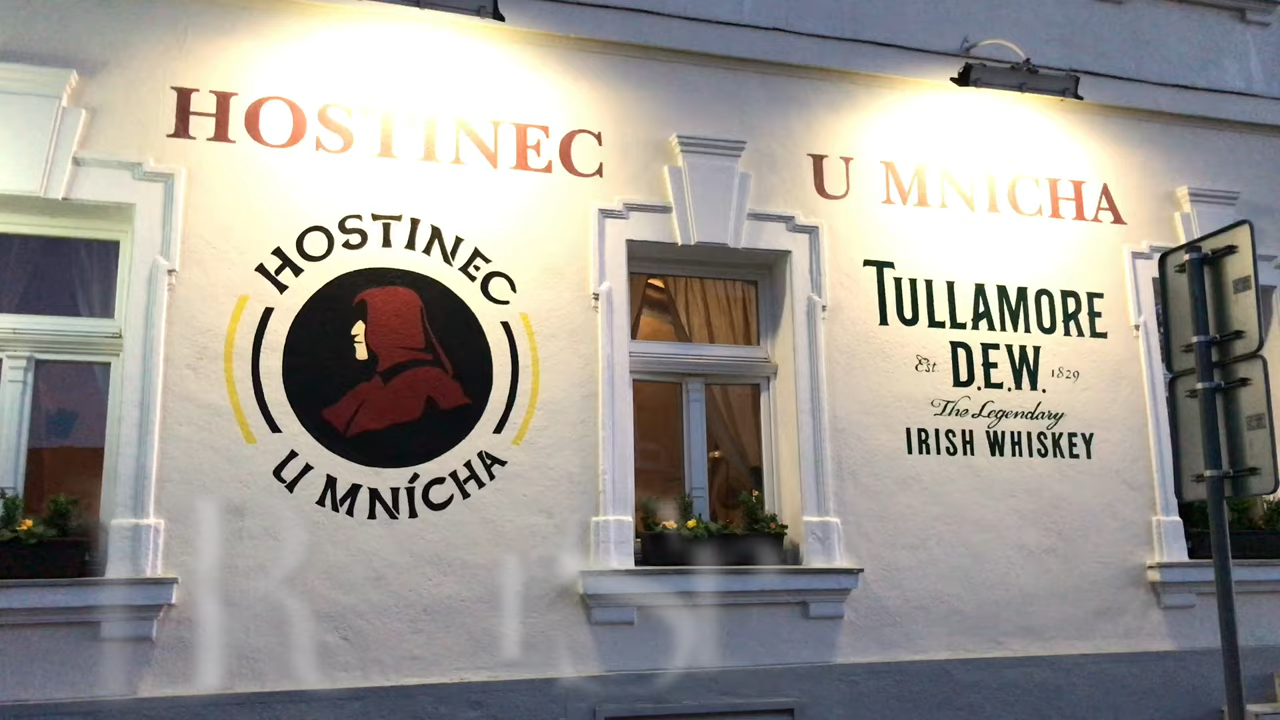 HOSTINEC U MNICHA
HOSTINEC
U MNÍCHA
TULLAMORE
D.E.W.
Est. 1829
The Legendary
IRISH WHISKEY